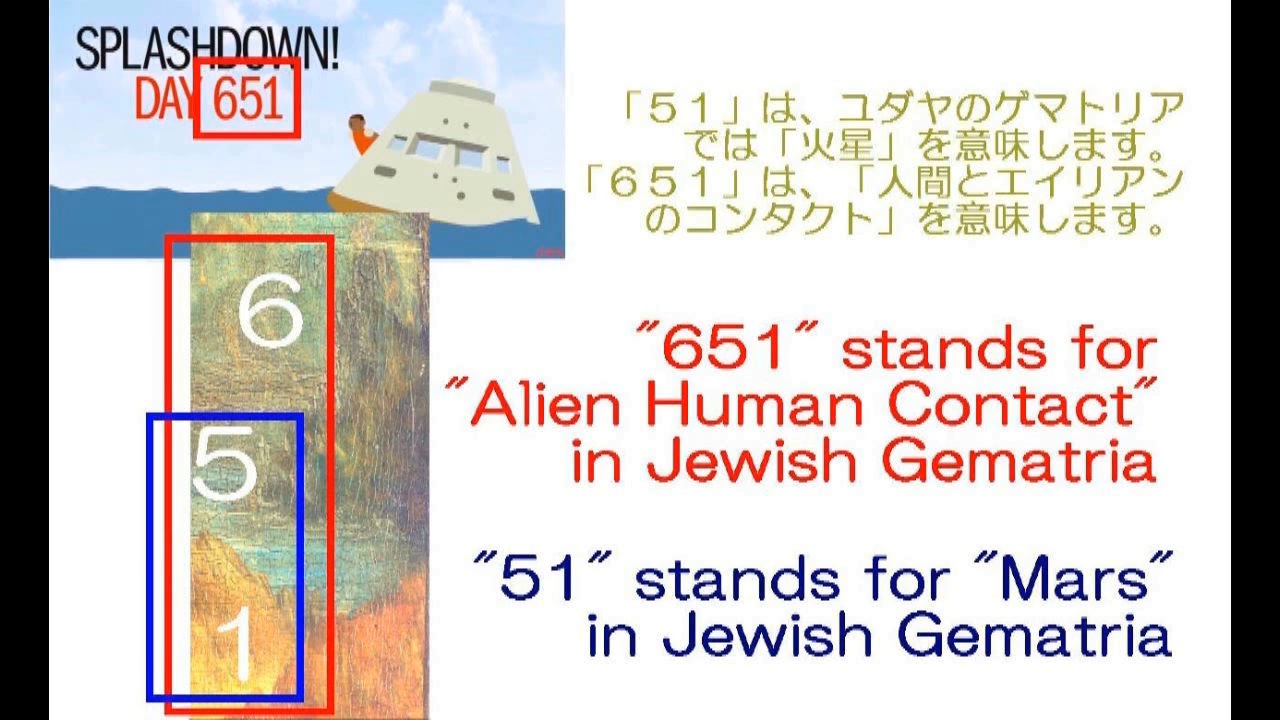 SPLASHDOWN!
DAY 651
「５１」は、ユダヤのゲマトリア
では「火星」を意味します。
「６５１」は、「人間とエイリアン
のコンタクト」を意味します。
6
5
1
"651" stands for
"Alien Human Contact"
in Jewish Gematria
"51" stands for "Mars"
in Jewish Gematria